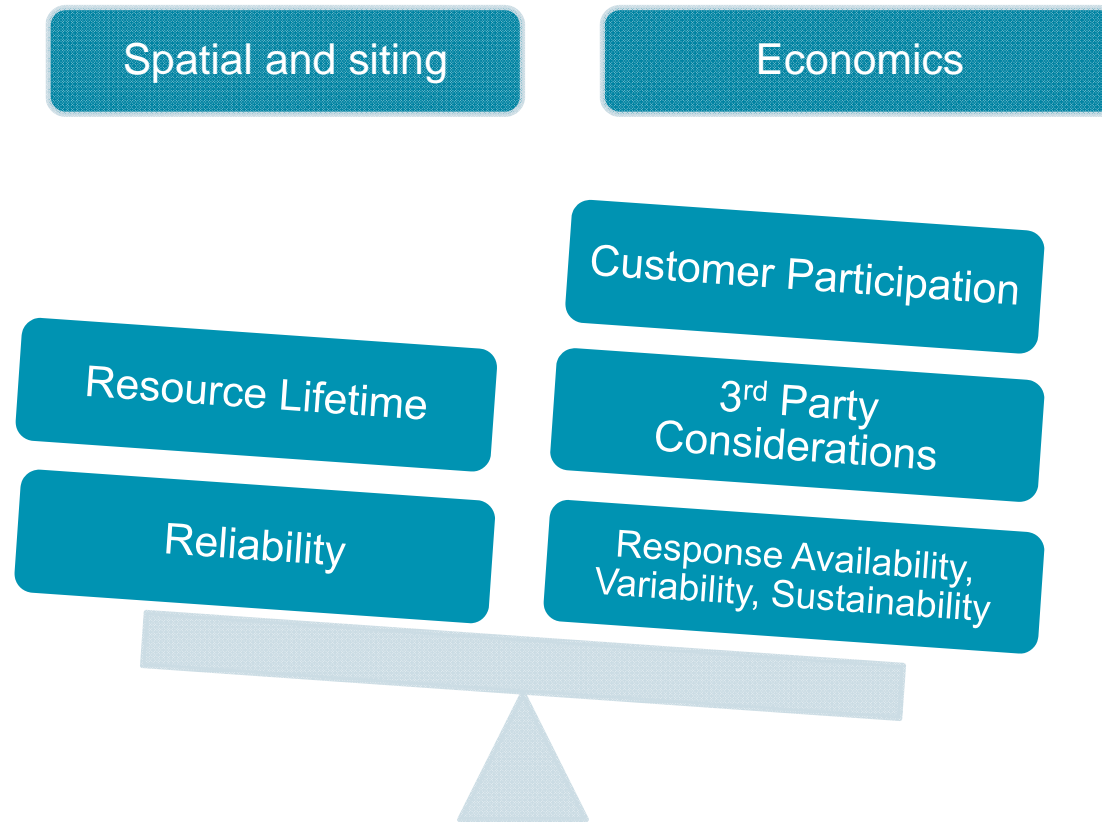 Spatial and siting
Economics
Customer Participation
Resource Lifetime
3rd Party
Considerations
Reliability
Response Availability,
Variability, Sustainability